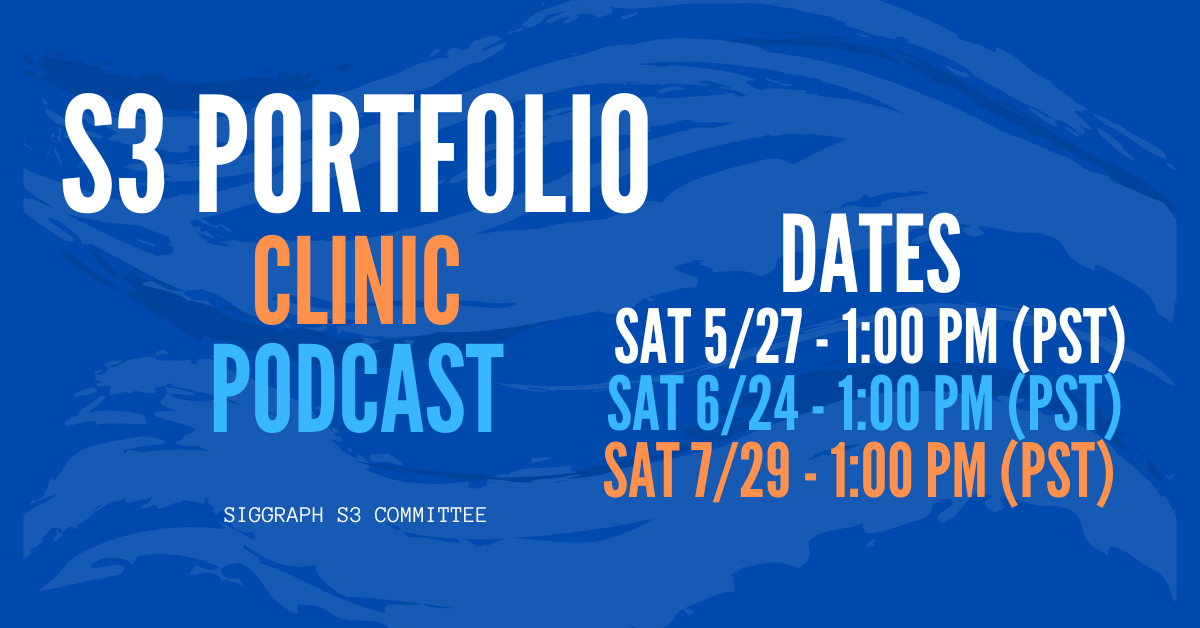 S3 PORTFOLIO
CLINIC
PODCAST
SIGGRAPH S3 COMMITTEE
DATES
SAT 5/27 - 1:00 PM (PST)
SAT 6/24 - 1:00 PM (PST)
SAT 7/29 - 1:00 PM (PST)